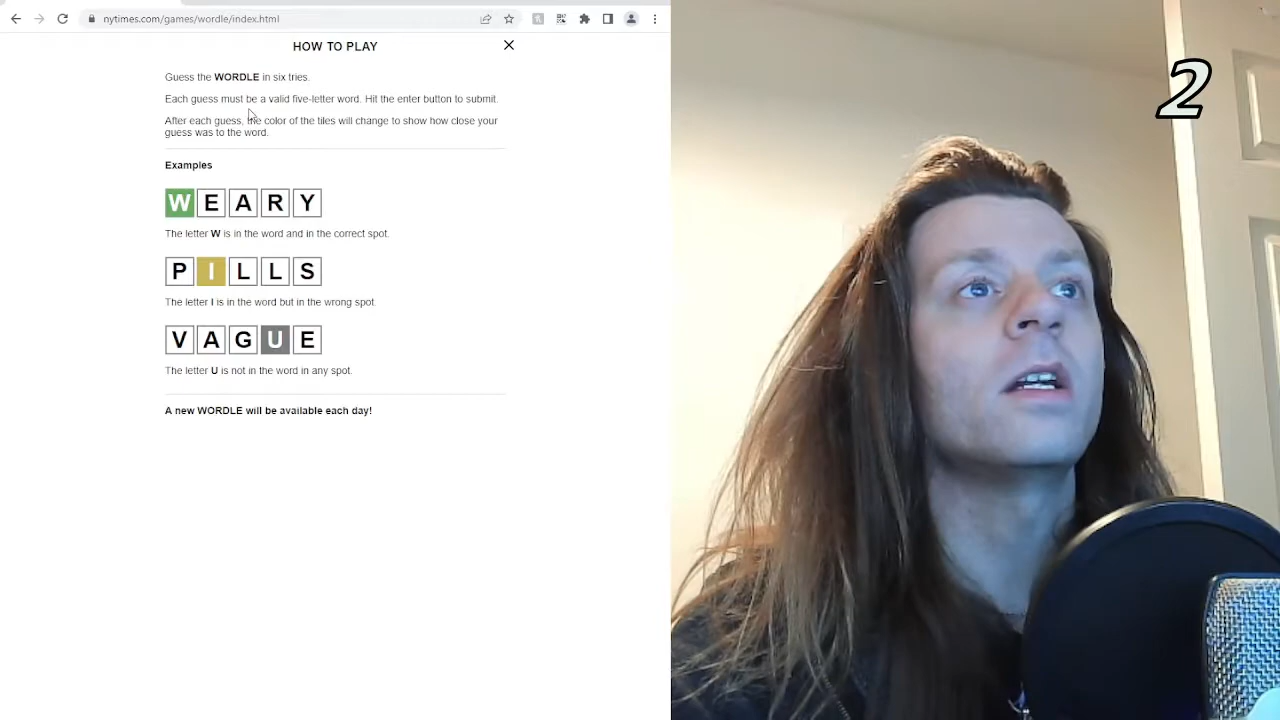 nytimes.com/games/wordle/index.html
HOW TO PLAY
Guess the WORDLE in six tries.
Each guess must be a valid five-letter word. Hit the enter button to submit.
After each guess, the color of the tiles will change to show how close your
guess was to the word.
Examples
WEARY
The letter W is in the word and in the correct spot.
PILLS
The letter I is in the word but in the wrong spot.
VAGUE
The letter U is not in the word in any spot.
A new WORDLE will be available each day!
2